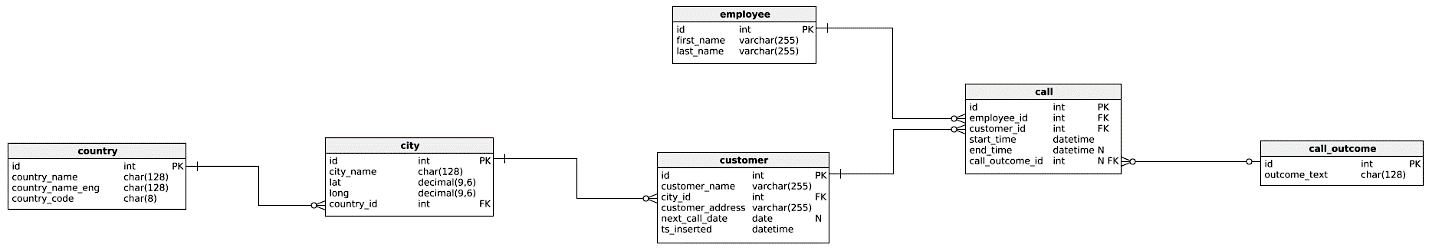 employee
id int PK
first_name varchar(255)
last_name varchar(255)
call
id int PK
employee_id int FK
customer_id int FK
start_time datetime
end_time datetime N
call_outcome_id int N FK
country
id int PK
country_name char(128)
country_name_eng char(128)
country_code char(8)
city
id int PK
city_name char(128)
lat decimal(9,6)
long decimal(9,6)
country_id int FK
customer
id int PK
customer_name varchar(255)
city_id int FK
customer_address varchar(255)
next_call_date date N
ts_inserted datetime
call_outcome
id int PK
outcome_text char(128)